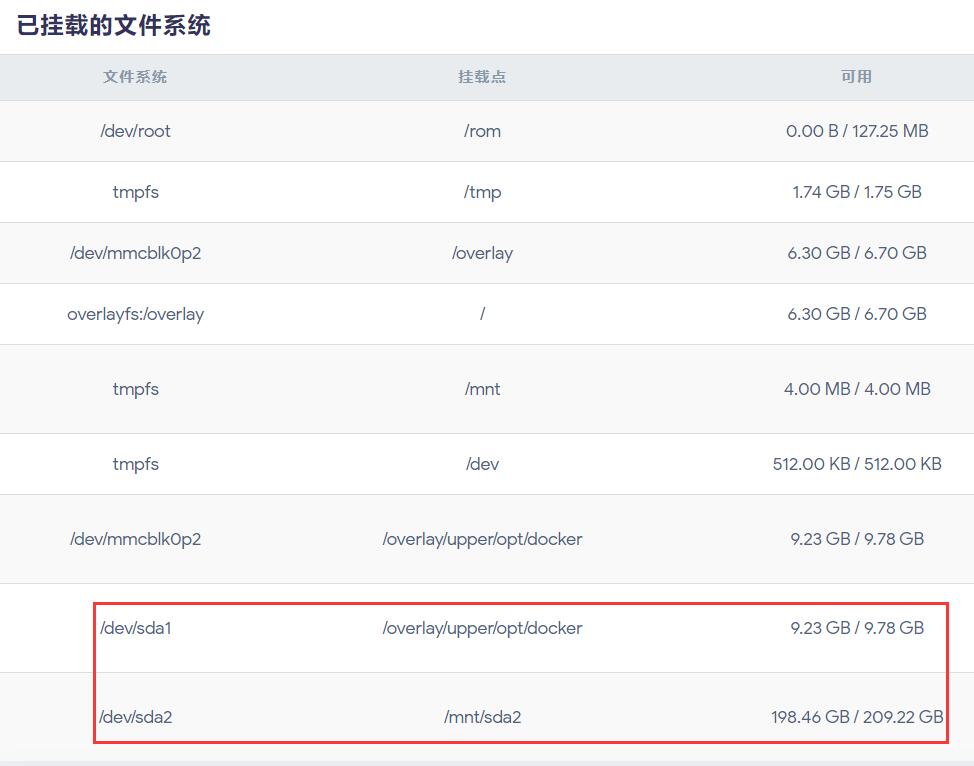 已挂载的文件系统
文件系统 挂载点 可用
/dev/root /rom 0.00 B / 127.25 MB
tmpfs /tmp 1.74 GB / 1.75 GB
/dev/mmcblk0p2 /overlay 6.30 GB / 6.70 GB
overlayfs:/overlay / 6.30 GB / 6.70 GB
tmpfs /mnt 4.00 MB / 4.00 MB
tmpfs /dev 512.00 KB / 512.00 KB
/dev/mmcblk0p2 /overlay/upper/opt/docker 9.23 GB / 9.78 GB
/dev/sda1 /overlay/upper/opt/docker 9.23 GB / 9.78 GB
/dev/sda2 /mnt/sda2 198.46 GB / 209.22 GB